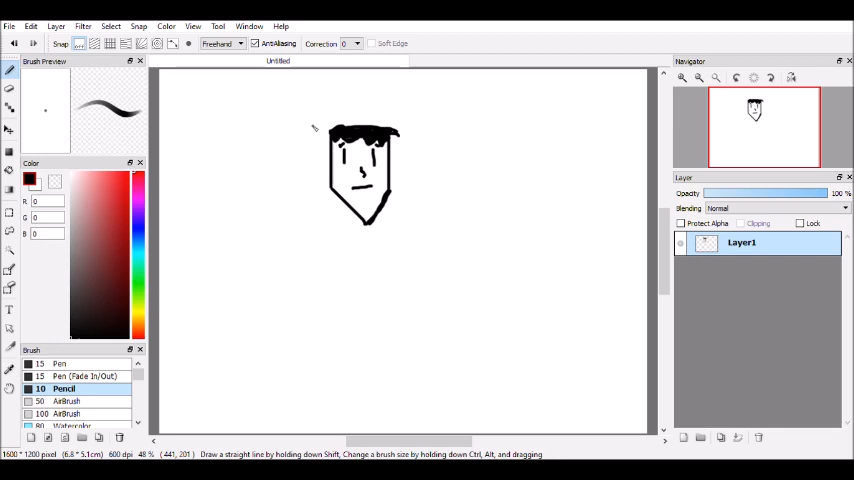 File Edit Layer Filter Select Snap Color View Tool Window Help
Snap Freehand AntiAliasing Correction 0 Soft Edge
Brush Preview
Untitled
Navigator
Color
R 0
G 0
B 0
Layer
Opacity 100 %
Blending Normal
Protect Alpha Clipping Lock
Layer1
Brush
15 Pen
15 Pen (Fade In/Out)
10 Pencil
50 AirBrush
100 AirBrush
80 Watercolor
1600 * 1200 pixel (6.8 * 5.1cm) 600 dpi 48 % ( 441, 201) Draw a straight line by holding down Shift, Change a brush size by holding down Ctrl, Alt, and dragging